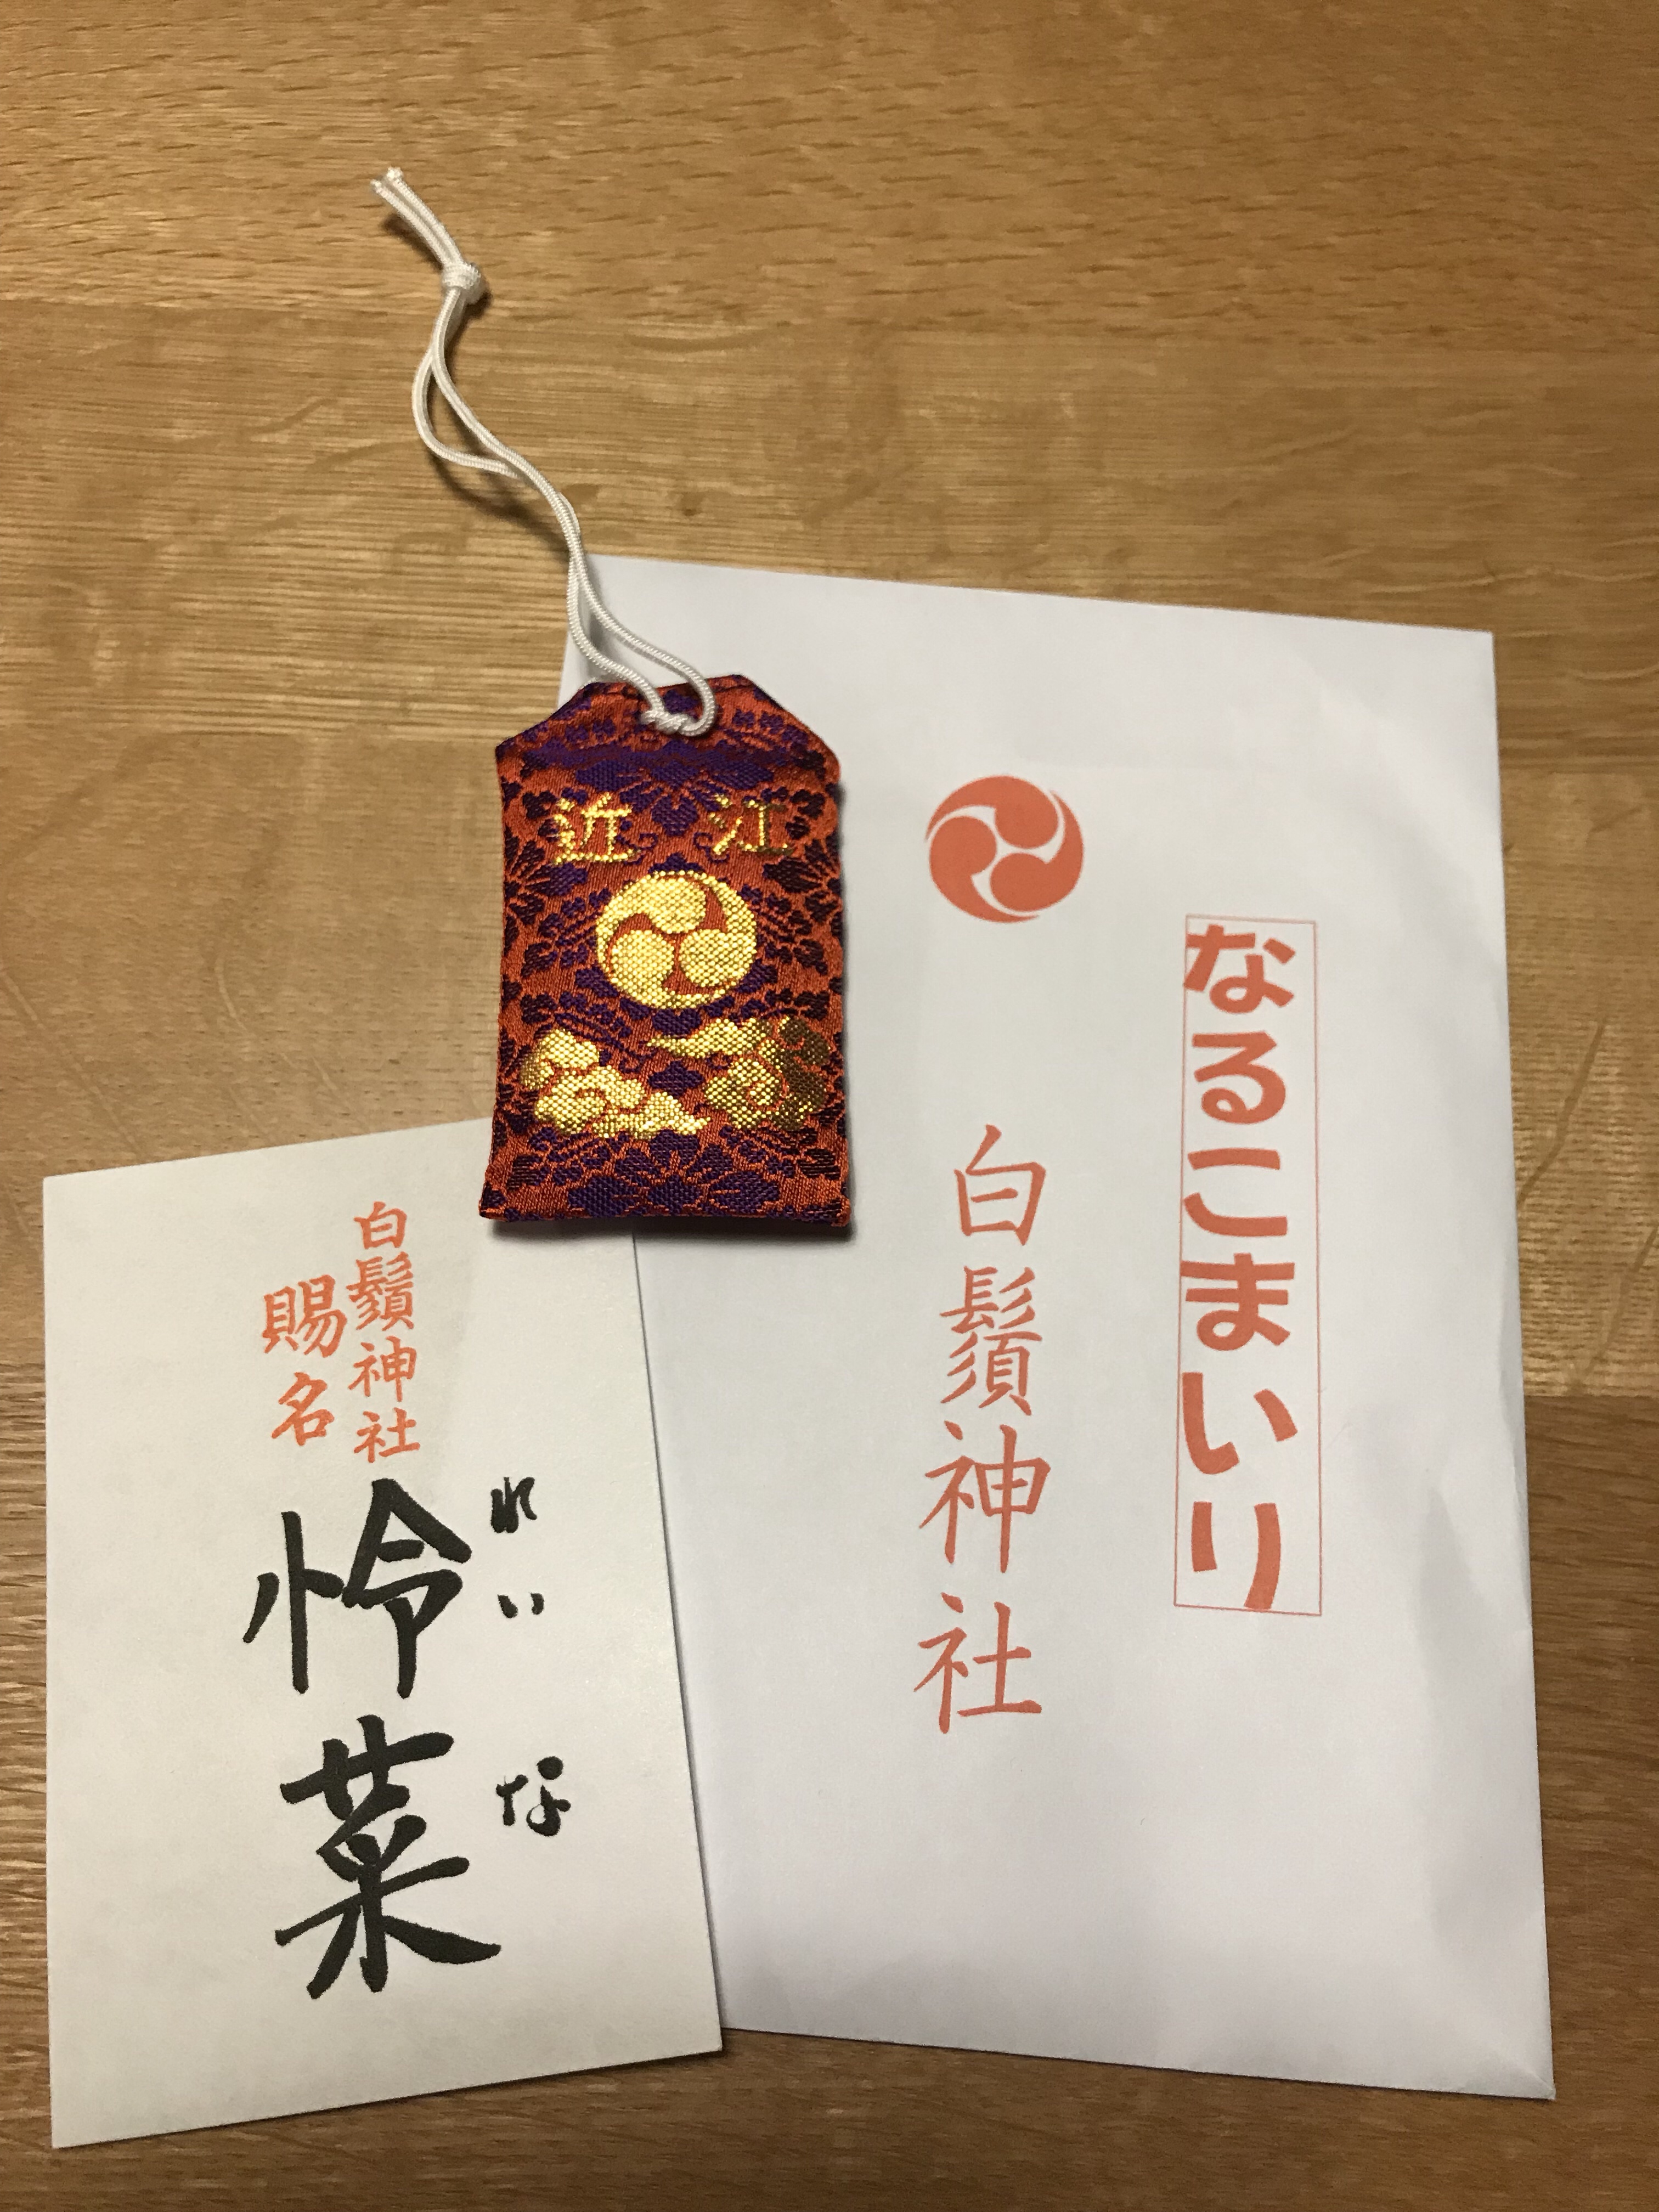 近江
なるこまいり
白鬚神社
白鬚神社
賜名
怜菜
れいな